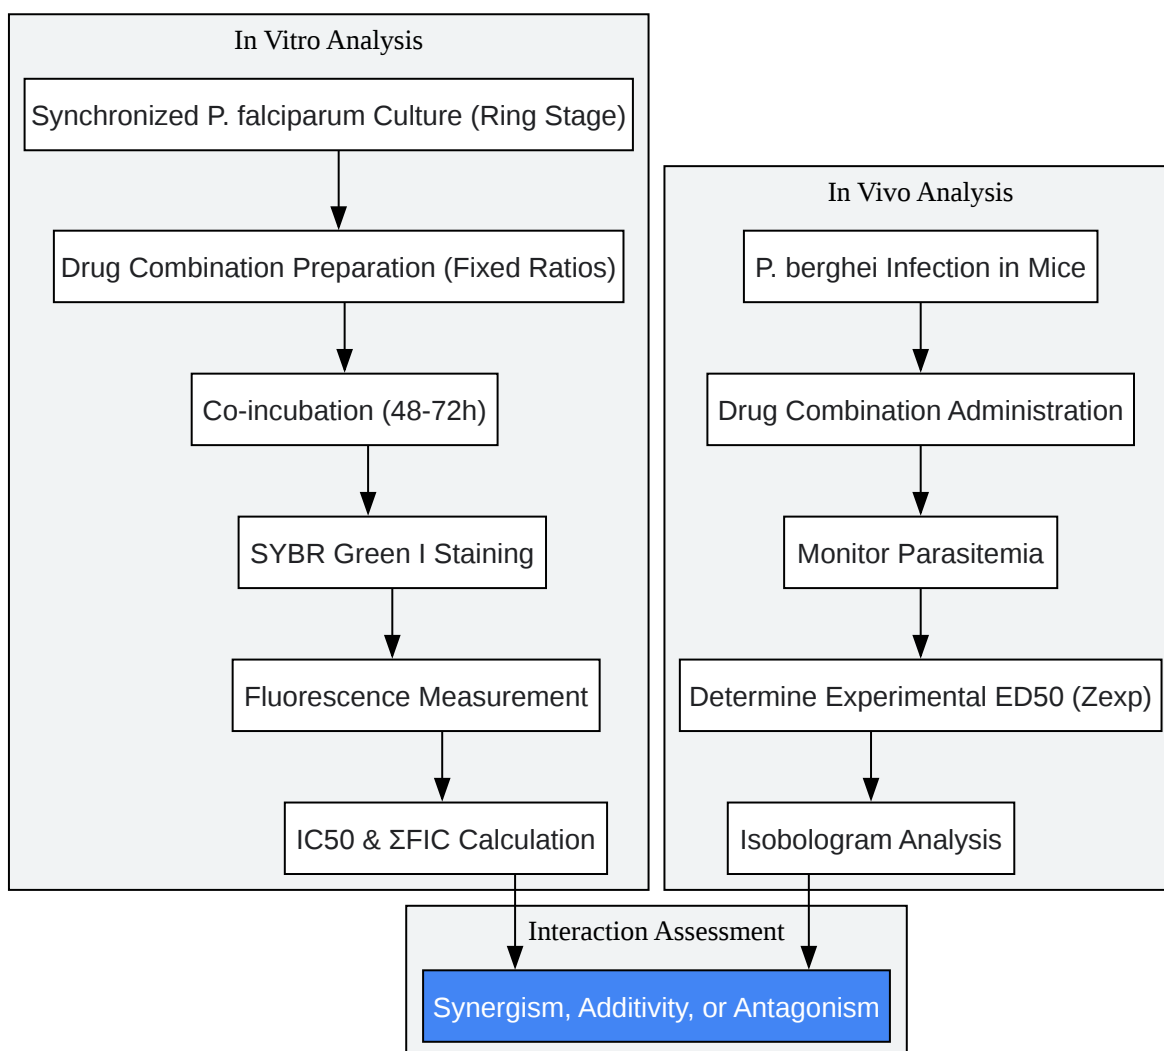 In Vitro Analysis
Synchronized P. falciparum Culture (Ring Stage)
Drug Combination Preparation (Fixed Ratios)
Co-incubation (48-72h)
SYBR Green I Staining
Fluorescence Measurement
IC50 & ΣFIC Calculation
In Vivo Analysis
P. berghei Infection in Mice
Drug Combination Administration
Monitor Parasitemia
Determine Experimental ED50 (Zexp)
Isobologram Analysis
Interaction Assessment
Synergism, Additivity, or Antagonism